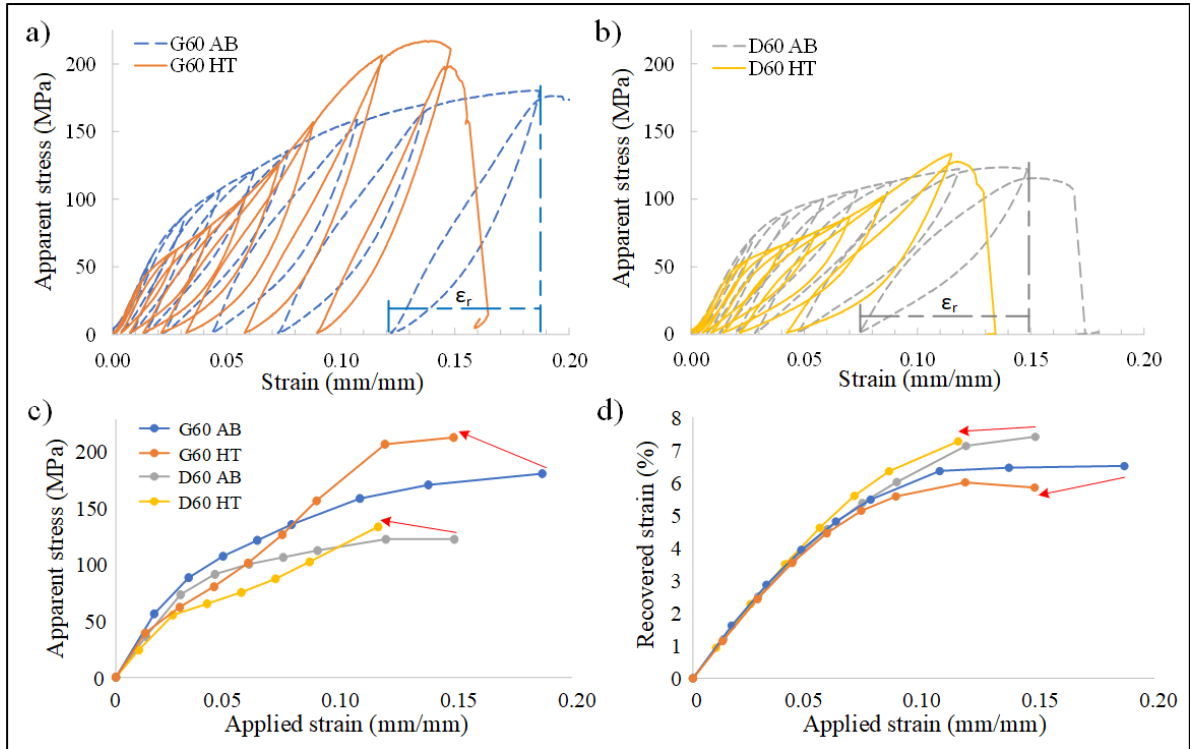 a)
G60 AB
G60 HT
Apparent stress (MPa)
200
150
100
50
0
0.00 0.05 0.10 0.15 0.20
Strain (mm/mm)
εr
b)
D60 AB
D60 HT
Apparent stress (MPa)
200
150
100
50
0
0.00 0.05 0.10 0.15 0.20
Strain (mm/mm)
εr
c)
G60 AB
G60 HT
D60 AB
D60 HT
Apparent stress (MPa)
200
150
100
50
0
0 0.05 0.10 0.15 0.20
Applied strain (mm/mm)
d)
Recovered strain (%)
8
7
6
5
4
3
2
1
0
0 0.05 0.10 0.15 0.20
Applied strain (mm/mm)